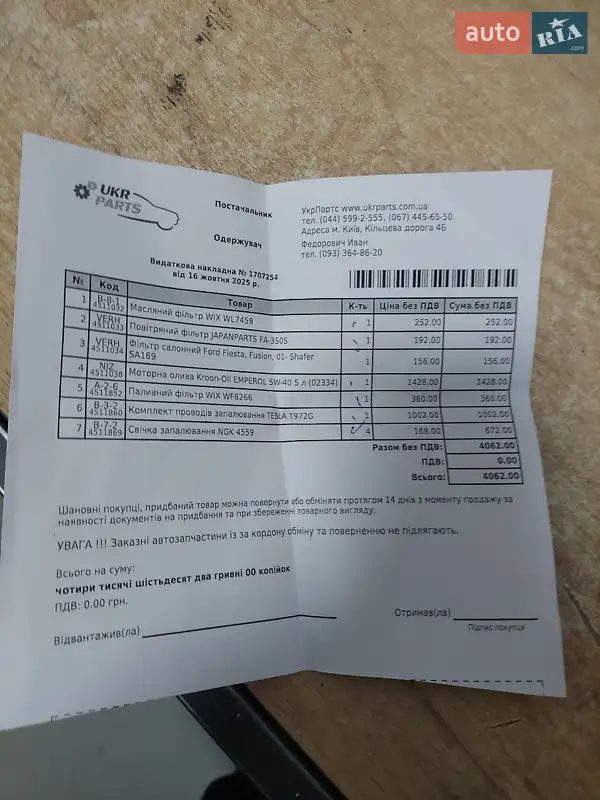 auto RIA .com
UKR PARTS
Постачальник
УкрПартс www.ukrparts.com.ua
тел. (044) 599-2-555, (067) 445-65-50
Адреса м. Київ, Кільцева дорога 4Б
Одержувач
Федорович Иван
тел. (093) 364-86-20
Видаткова накладна № 1707254
від 16 жовтня 2025 р.
№ Код Товар К-ть Ціна без ПДВ Сума без ПДВ
1 B-8-1 4511032 Масляний фільтр WIX WL7459 1 252.00 252.00
2 VERH 4511033 Повітряний фільтр JAPANPARTS FA-350S 1 192.00 192.00
3 VERH 4511034 Фільтр салонний Ford Fiesta, Fusion, 01- Shafer SA169 1 156.00 156.00
4 NIZ 4511038 Моторна олива Kroon-Oil EMPEROL 5W-40 5 л (02334) 1 1428.00 1428.00
5 A-2-6 4511852 Паливний фільтр WIX WF8266 1 360.00 360.00
6 B-3-2 4511860 Комплект проводів запалювання TESLA T972G 1 1002.00 1002.00
7 B-7-2 4511869 Свічка запалювання NGK 4559 4 168.00 672.00
Разом без ПДВ: 4062.00
ПДВ: 0.00
Всього: 4062.00
Шановні покупці, придбаний товар можна повернути або обміняти протягом 14 днів з моменту продажу за
наявності документів на придбання та при збереженні товарного вигляду.
УВАГА !!! Заказні автозапчастини із за кордону обміну та поверненню не підлягають.
Всього на суму:
чотири тисячі шістьдесят два гривні 00 копійок
ПДВ: 0.00 грн.
Відвантажив(ла)
Отримав(ла)
Підпис покупця